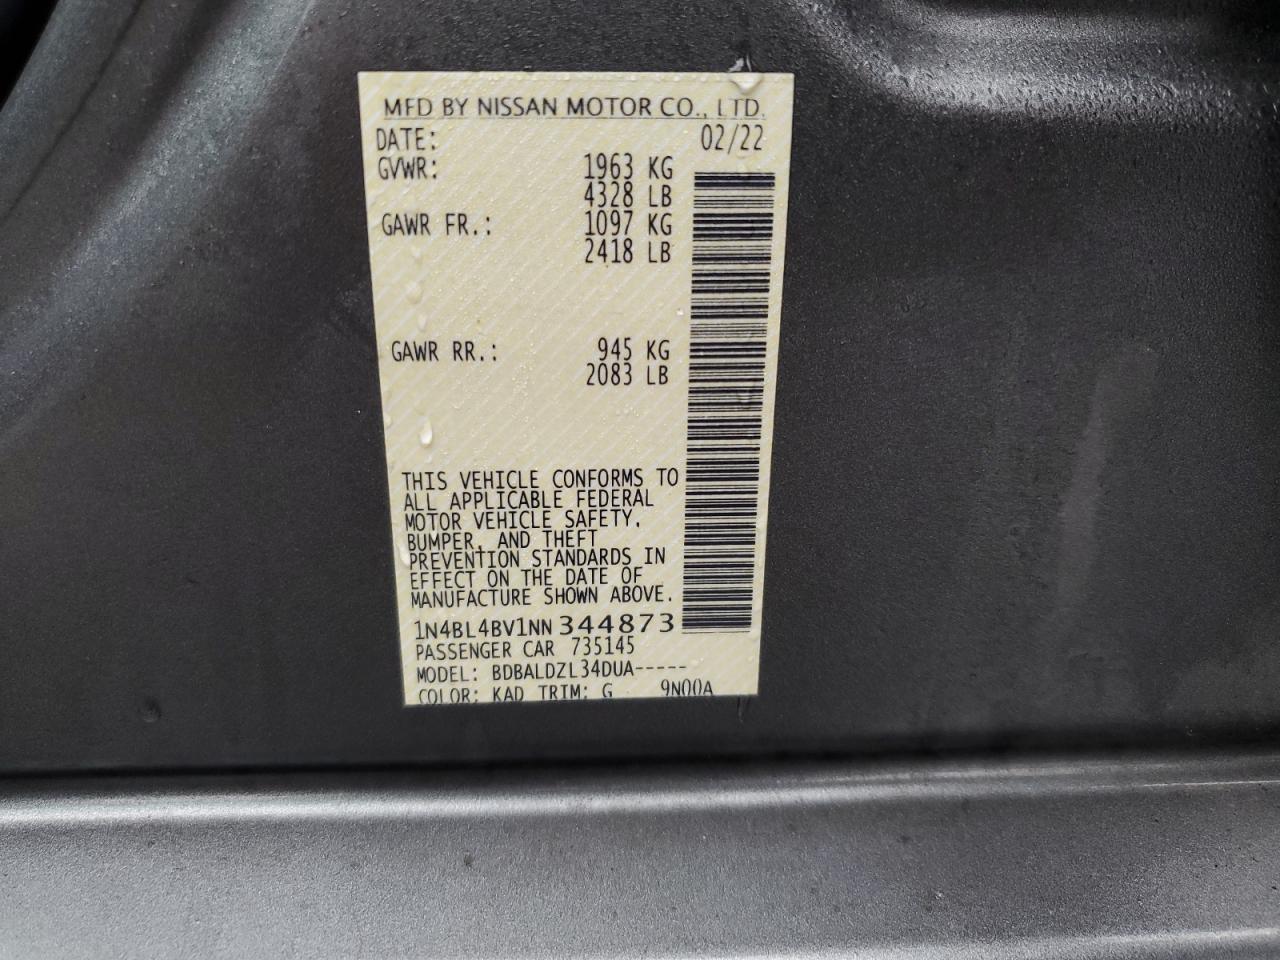 MFD BY NISSAN MOTOR CO., LTD.
DATE: 02/22
GVWR: 1963 KG
4328 LB
GAWR FR.: 1097 KG
2418 LB
GAWR RR.: 945 KG
2083 LB
THIS VEHICLE CONFORMS TO
ALL APPLICABLE FEDERAL
MOTOR VEHICLE SAFETY,
BUMPER, AND THEFT
PREVENTION STANDARDS IN
EFFECT ON THE DATE OF
MANUFACTURE SHOWN ABOVE.
1N4BL4BV1NN344873
PASSENGER CAR 735145
MODEL: BDBALDZL34DUA-----
COLOR: KAD TRIM: G 9N00A